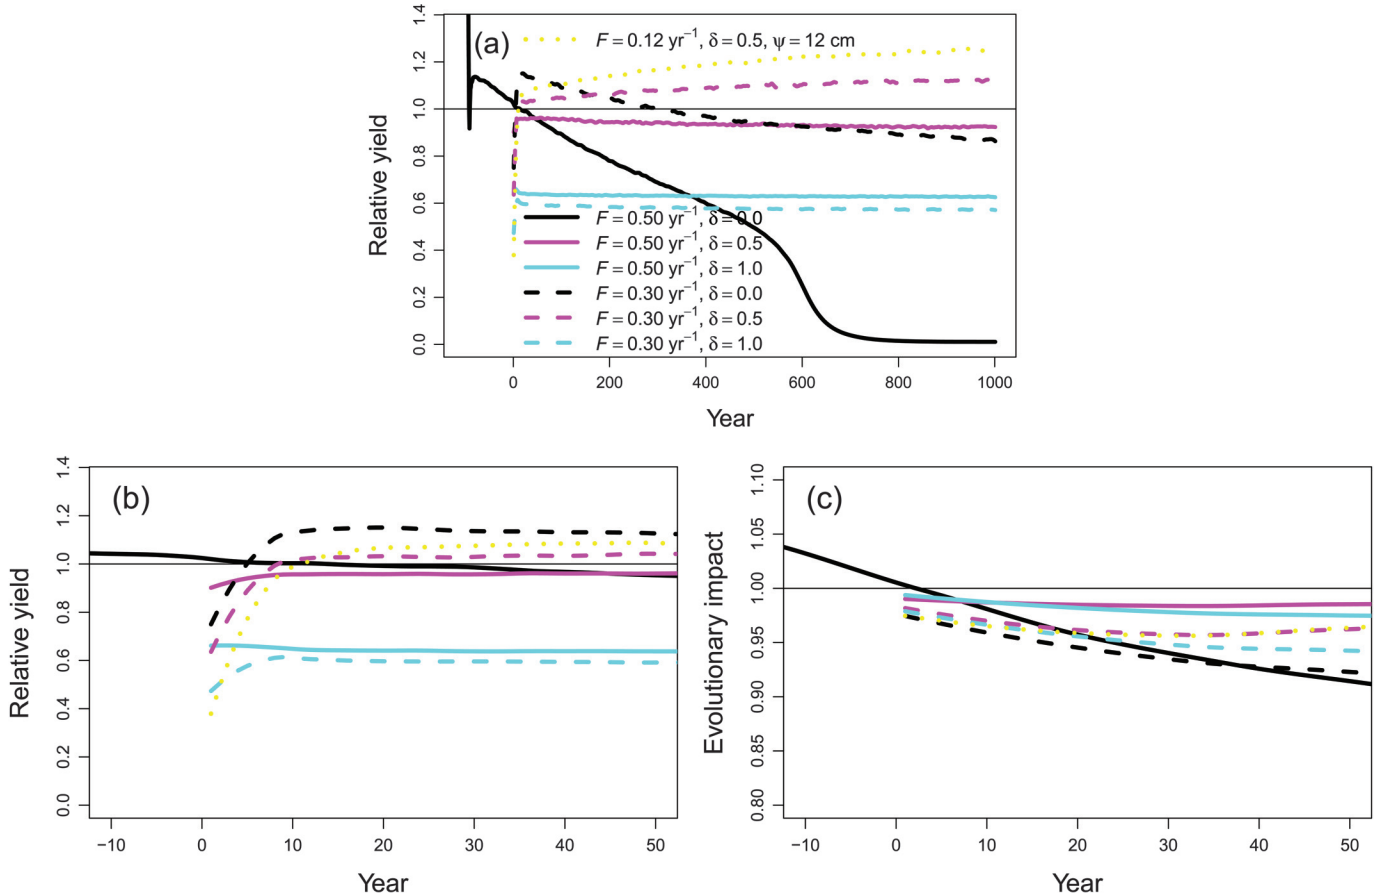 (a)
F = 0.12 yr⁻¹, δ = 0.5, ψ = 12 cm
F = 0.50 yr⁻¹, δ = 0.0
F = 0.50 yr⁻¹, δ = 0.5
F = 0.50 yr⁻¹, δ = 1.0
F = 0.30 yr⁻¹, δ = 0.0
F = 0.30 yr⁻¹, δ = 0.5
F = 0.30 yr⁻¹, δ = 1.0
Relative yield
1.4
1.2
1.0
0.8
0.6
0.4
0.2
0.0
0 200 400 600 800 1000
Year
(b)
Relative yield
1.4
1.2
1.0
0.8
0.6
0.4
0.2
0.0
−10 0 10 20 30 40 50
Year
(c)
Evolutionary impact
1.10
1.05
1.00
0.95
0.90
0.85
0.80
−10 0 10 20 30 40 50
Year